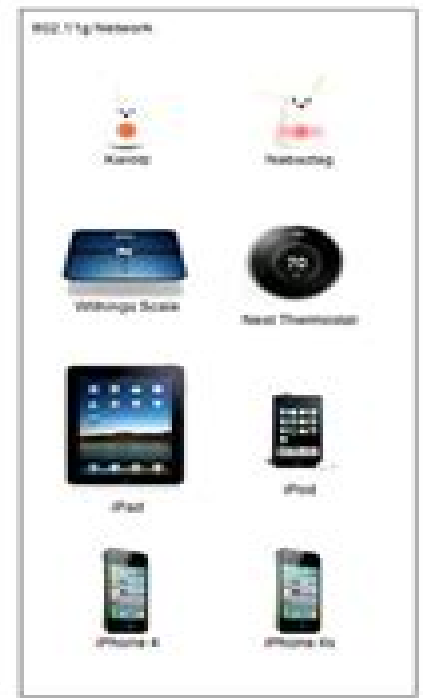 802.11g Network
Karotz
Nabaztag
Withings Scale
Nest Thermostat
iPad
iPod
iPhone 4
iPhone 4s